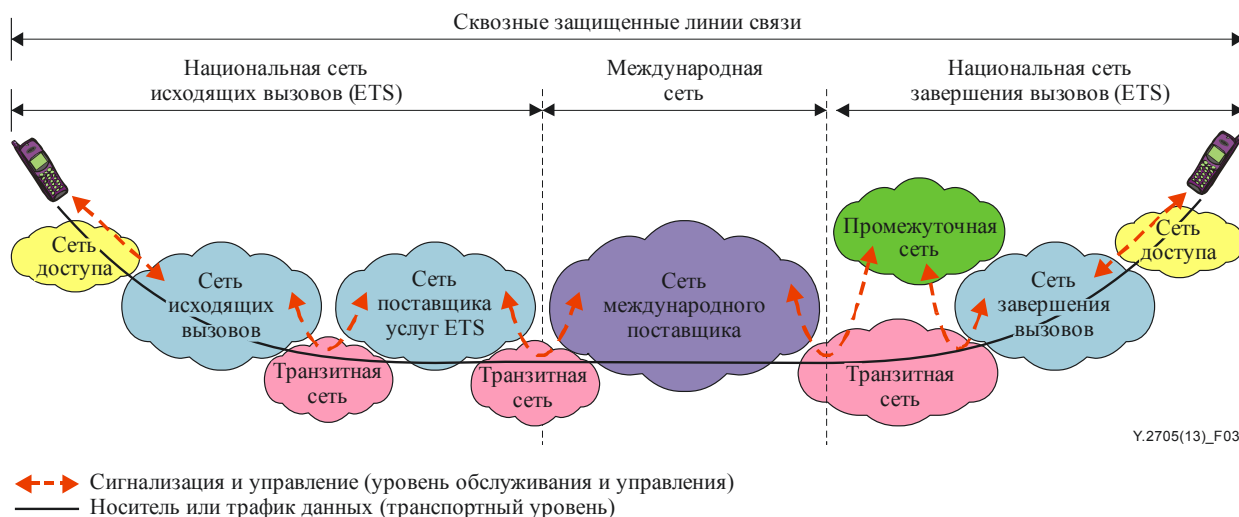 Сквозные защищенные линии связи
Национальная сеть
исходящих вызовов (ETS)
Международная
сеть
Национальная сеть
завершения вызовов (ETS)
Сеть
доступа
Сеть
исходящих
вызовов
Транзитная
сеть
Сеть
поставщика
услуг ETS
Транзитная
сеть
Сеть
международного
поставщика
Промежуточная
сеть
Транзитная
сеть
Сеть
завершения
вызовов
Сеть
доступа
Y.2705(13)_F03
Сигнализация и управление (уровень обслуживания и управления)
Носитель или трафик данных (транспортный уровень)